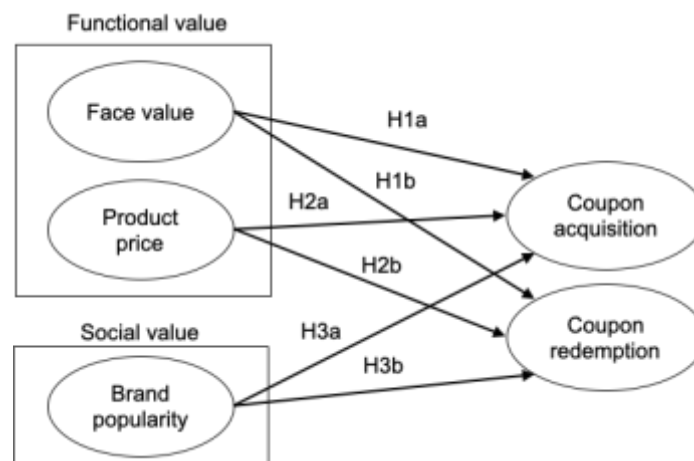 Functional value
Face value
H1a
H1b
Product
price
H2a
H2b
Coupon
acquisition
Social value
H3a
H3b
Coupon
redemption
Brand
popularity